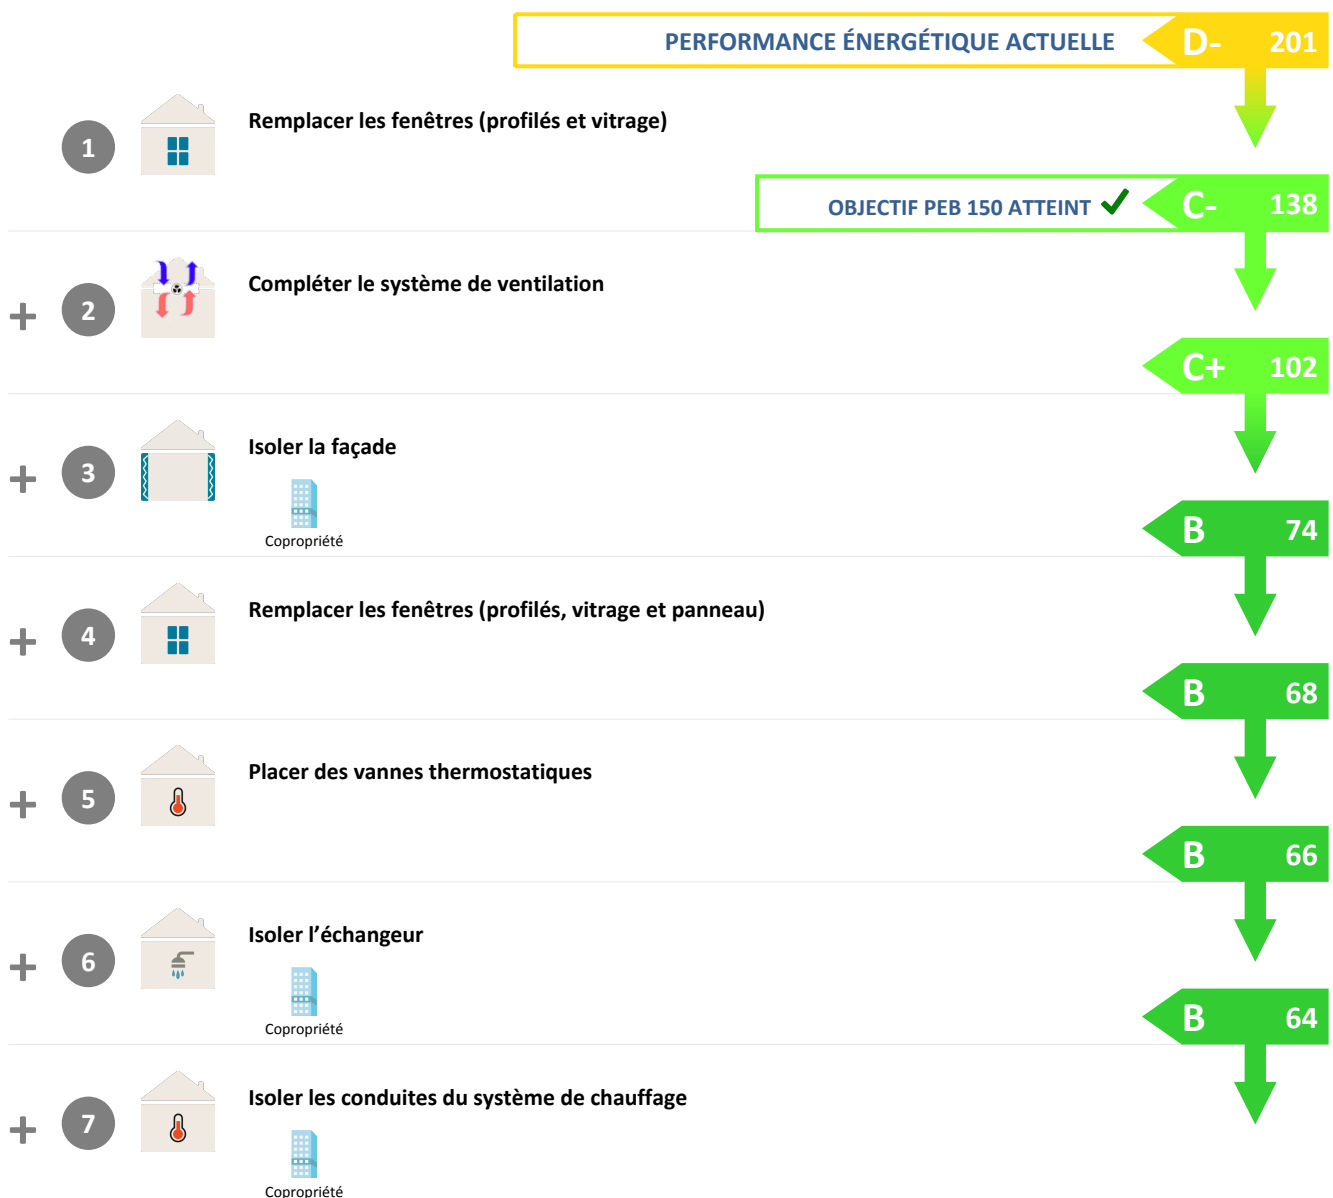 PERFORMANCE ÉNERGÉTIQUE ACTUELLE D- 201
1 Remplacer les fenêtres (profilés et vitrage)
OBJECTIF PEB 150 ATTEINT ✓ C- 138
+ 2 Compléter le système de ventilation
C+ 102
+ 3 Isoler la façade
Copropriété
B 74
+ 4 Remplacer les fenêtres (profilés, vitrage et panneau)
B 68
+ 5 Placer des vannes thermostatiques
B 66
+ 6 Isoler l’échangeur
Copropriété
B 64
+ 7 Isoler les conduites du système de chauffage
Copropriété